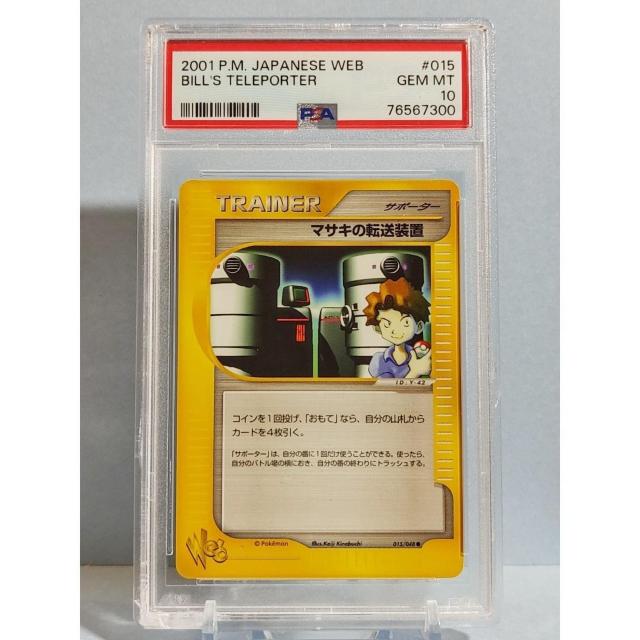 2001 P.M. JAPANESE WEB #015
BILL'S TELEPORTER GEM MT
10
PSA 76567300
TRAINER サポーター
マサキの転送装置
ID:Y-42
コインを1回投げ、「おもて」なら、自分の山札から
カードを4枚引く。
「サポーター」は、自分の番に1回だけ使うことができる。使ったら、
自分のバトル場の横におき、自分の番の終わりにトラッシュする。
Web
©Pokémon Illus.Keiji Kinebuchi 015/048●